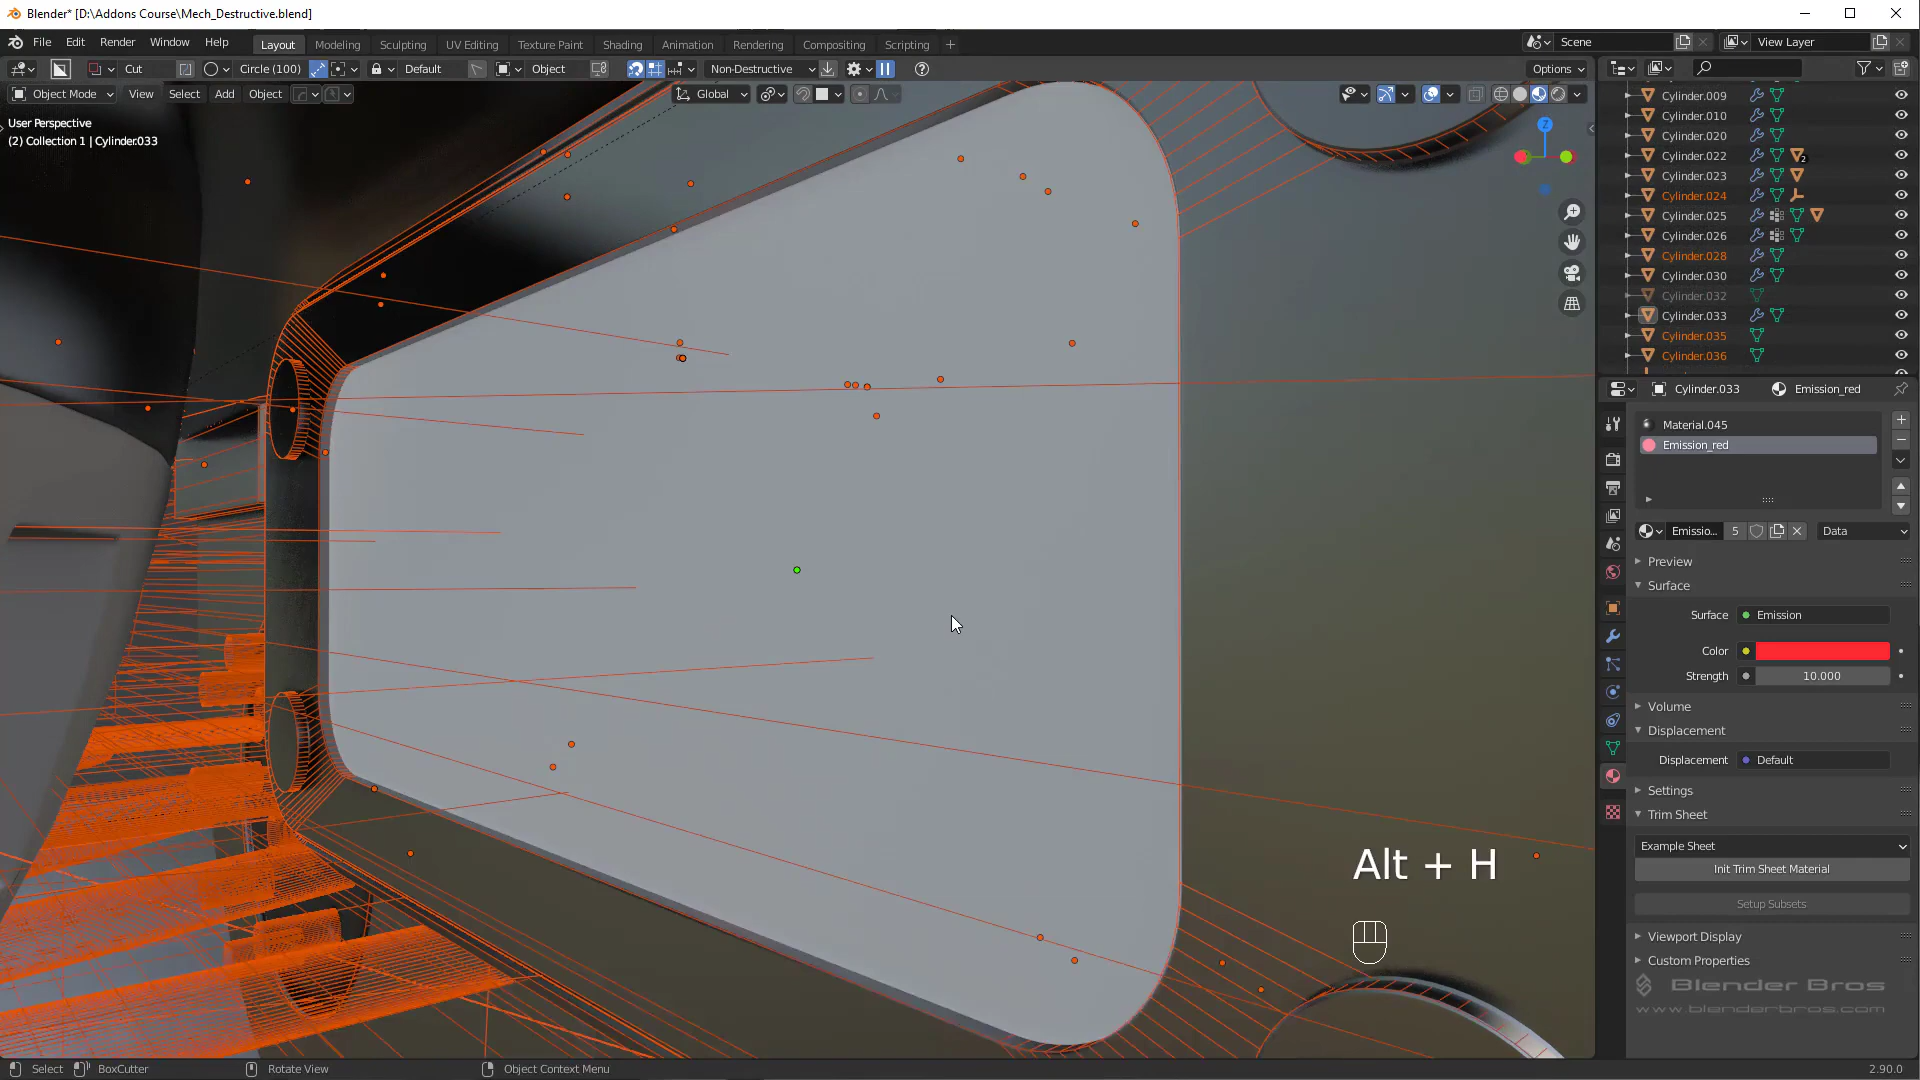 Blender* [D:\Addons Course\Mech_Destructive.blend]
File Edit Render Window Help
Layout Modeling Sculpting UV Editing Texture Paint Shading Animation Rendering Compositing Scripting +
Scene
View Layer
Cut Circle (100) Default Object Non-Destructive Options
Object Mode View Select Add Object Global
User Perspective
(2) Collection 1 | Cylinder.033
Z
Cylinder.009
Cylinder.010
Cylinder.020
Cylinder.022 2
Cylinder.023
Cylinder.024
Cylinder.025
Cylinder.026
Cylinder.028
Cylinder.030
Cylinder.032
Cylinder.033
Cylinder.035
Cylinder.036
Cylinder.033 Emission_red
Material.045
Emission_red
Emissio... 5 Data
Preview
Surface
Surface Emission
Color
Strength 10.000
Volume
Displacement
Displacement Default
Settings
Trim Sheet
Example Sheet
Init Trim Sheet Material
Setup Subsets
Viewport Display
Custom Properties
Blender Bros
www.blenderbros.com
Alt + H
Select BoxCutter Rotate View Object Context Menu 2.90.0